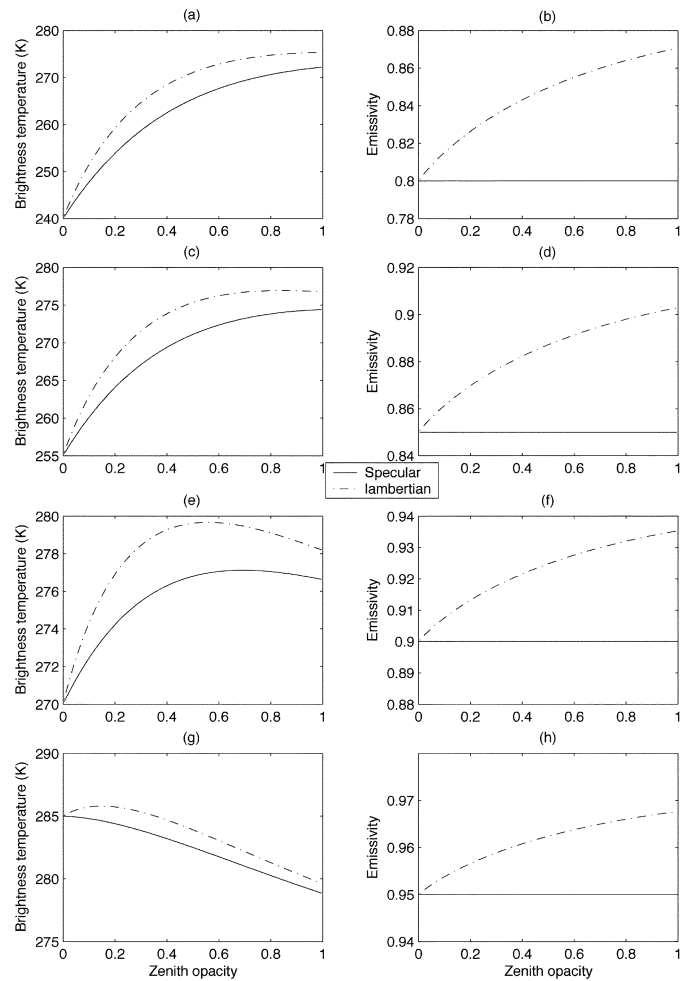 (a)
Brightness temperature (K)
280
270
260
250
240
0 0.2 0.4 0.6 0.8 1
(b)
Emissivity
0.88
0.86
0.84
0.82
0.8
0.78
0 0.2 0.4 0.6 0.8 1
(c)
Brightness temperature (K)
280
275
270
265
260
255
0 0.2 0.4 0.6 0.8 1
(d)
Emissivity
0.92
0.9
0.88
0.86
0.84
0 0.2 0.4 0.6 0.8 1
Specular
lambertian
(e)
Brightness temperature (K)
280
278
276
274
272
270
0 0.2 0.4 0.6 0.8 1
(f)
Emissivity
0.94
0.93
0.92
0.91
0.9
0.89
0.88
0 0.2 0.4 0.6 0.8 1
(g)
Brightness temperature (K)
290
285
280
275
0 0.2 0.4 0.6 0.8 1
Zenith opacity
(h)
Emissivity
0.97
0.96
0.95
0.94
0 0.2 0.4 0.6 0.8 1
Zenith opacity